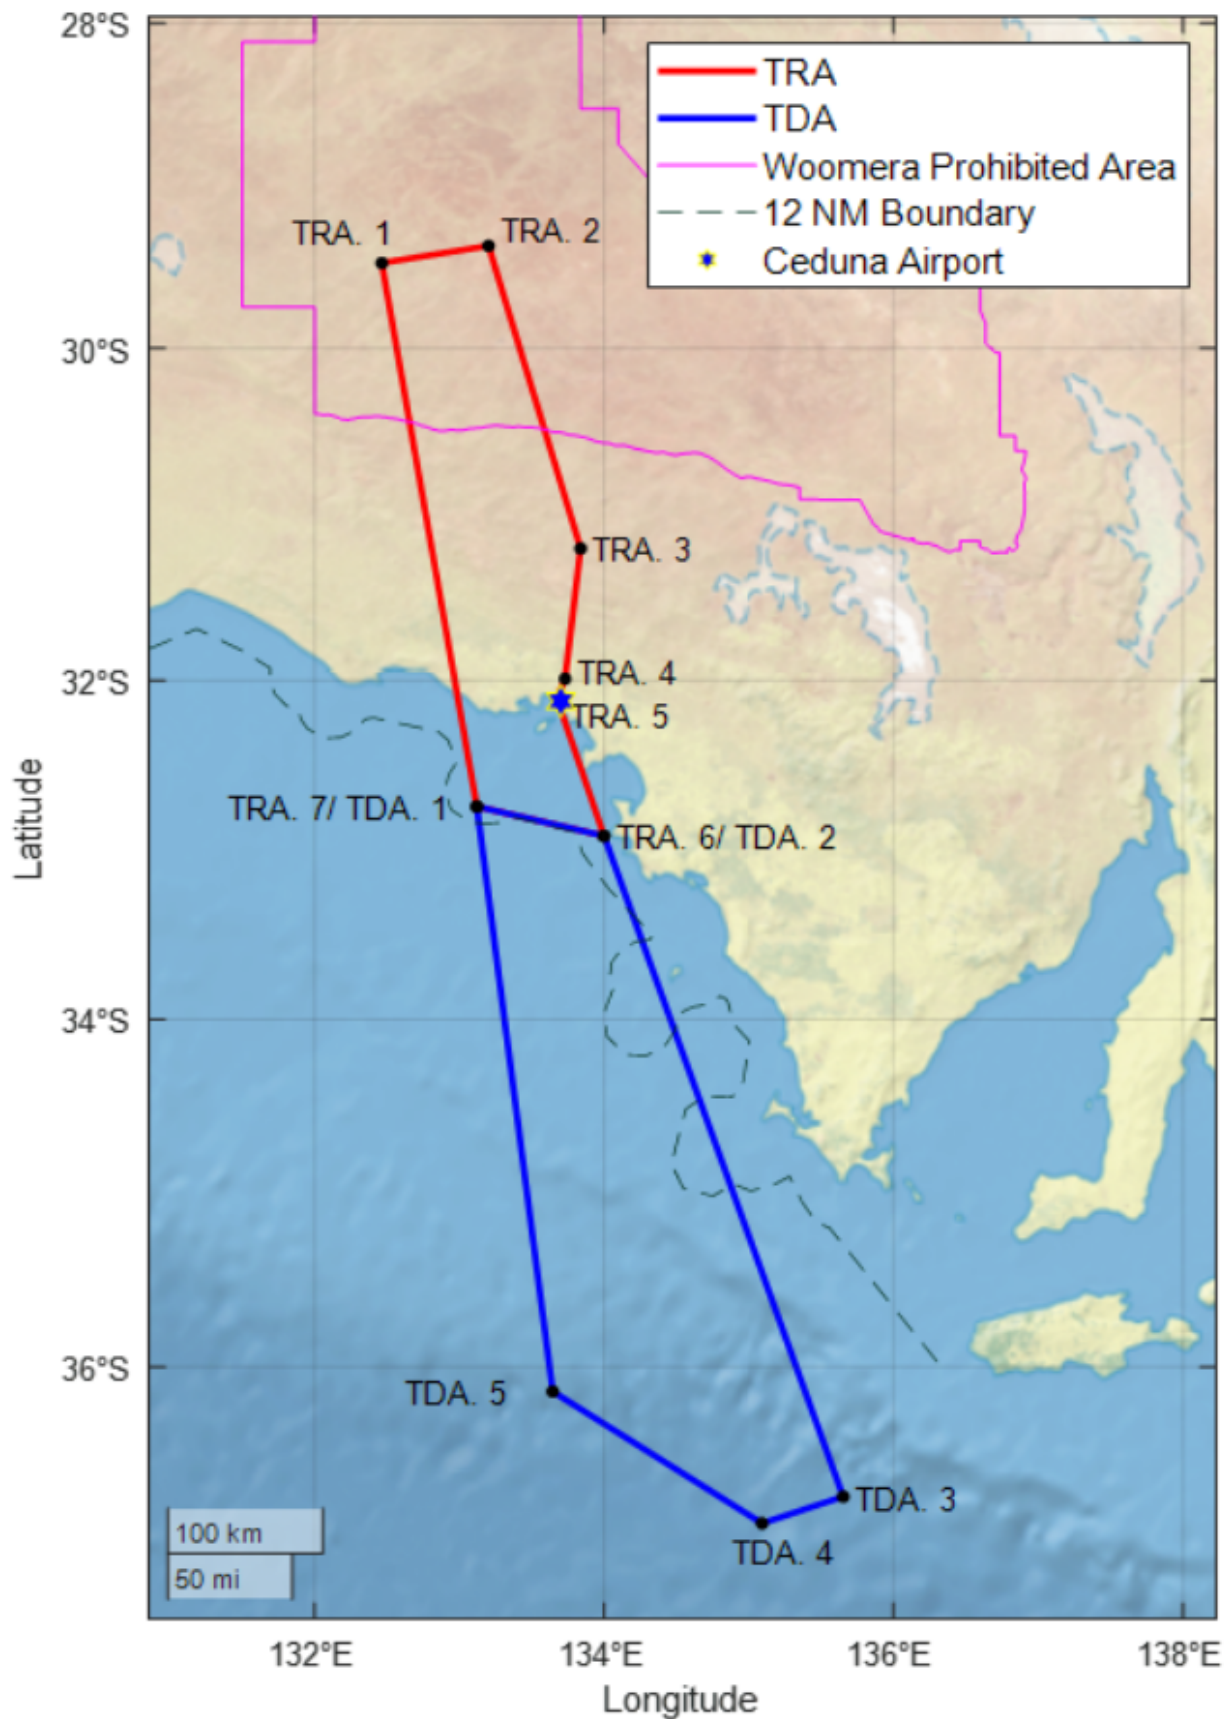 28°S
TRA
TDA
Woomera Prohibited Area
12 NM Boundary
Ceduna Airport
TRA. 1
TRA. 2
30°S
TRA. 3
TRA. 4
32°S
TRA. 5
TRA. 7/ TDA. 1
TRA. 6/ TDA. 2
Latitude
34°S
36°S
TDA. 5
TDA. 3
TDA. 4
100 km
50 mi
132°E
134°E
136°E
138°E
Longitude